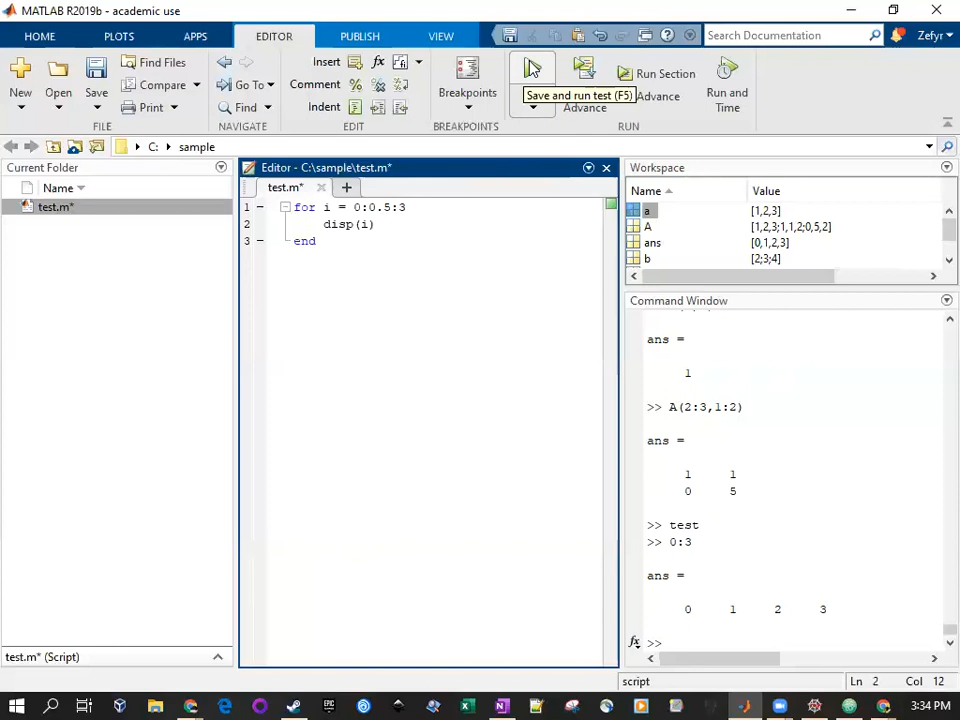 MATLAB R2019b - academic use
HOME PLOTS APPS EDITOR PUBLISH VIEW Search Documentation Zefyr
New Open Save Find Files Compare Print FILE
Go To Find NAVIGATE
Insert fx Comment Indent EDIT
Breakpoints BREAKPOINTS
Save and run test (F5)
Advance
Run Section
Advance
Run and Time
RUN
C: sample
Current Folder
Name
test.m*
test.m* (Script)
Editor - C:\sample\test.m*
test.m*
1 for i = 0:0.5:3
2 disp(i)
3 end
Workspace
Name Value
a [1,2,3]
A [1,2,3;1,1,2;0,5,2]
ans [0,1,2,3]
b [2;3;4]
Command Window
ans =
1
>> A(2:3,1:2)
ans =
1 1
0 5
>> test
>> 0:3
ans =
0 1 2 3
fx >>
script Ln 2 Col 12
3:34 PM